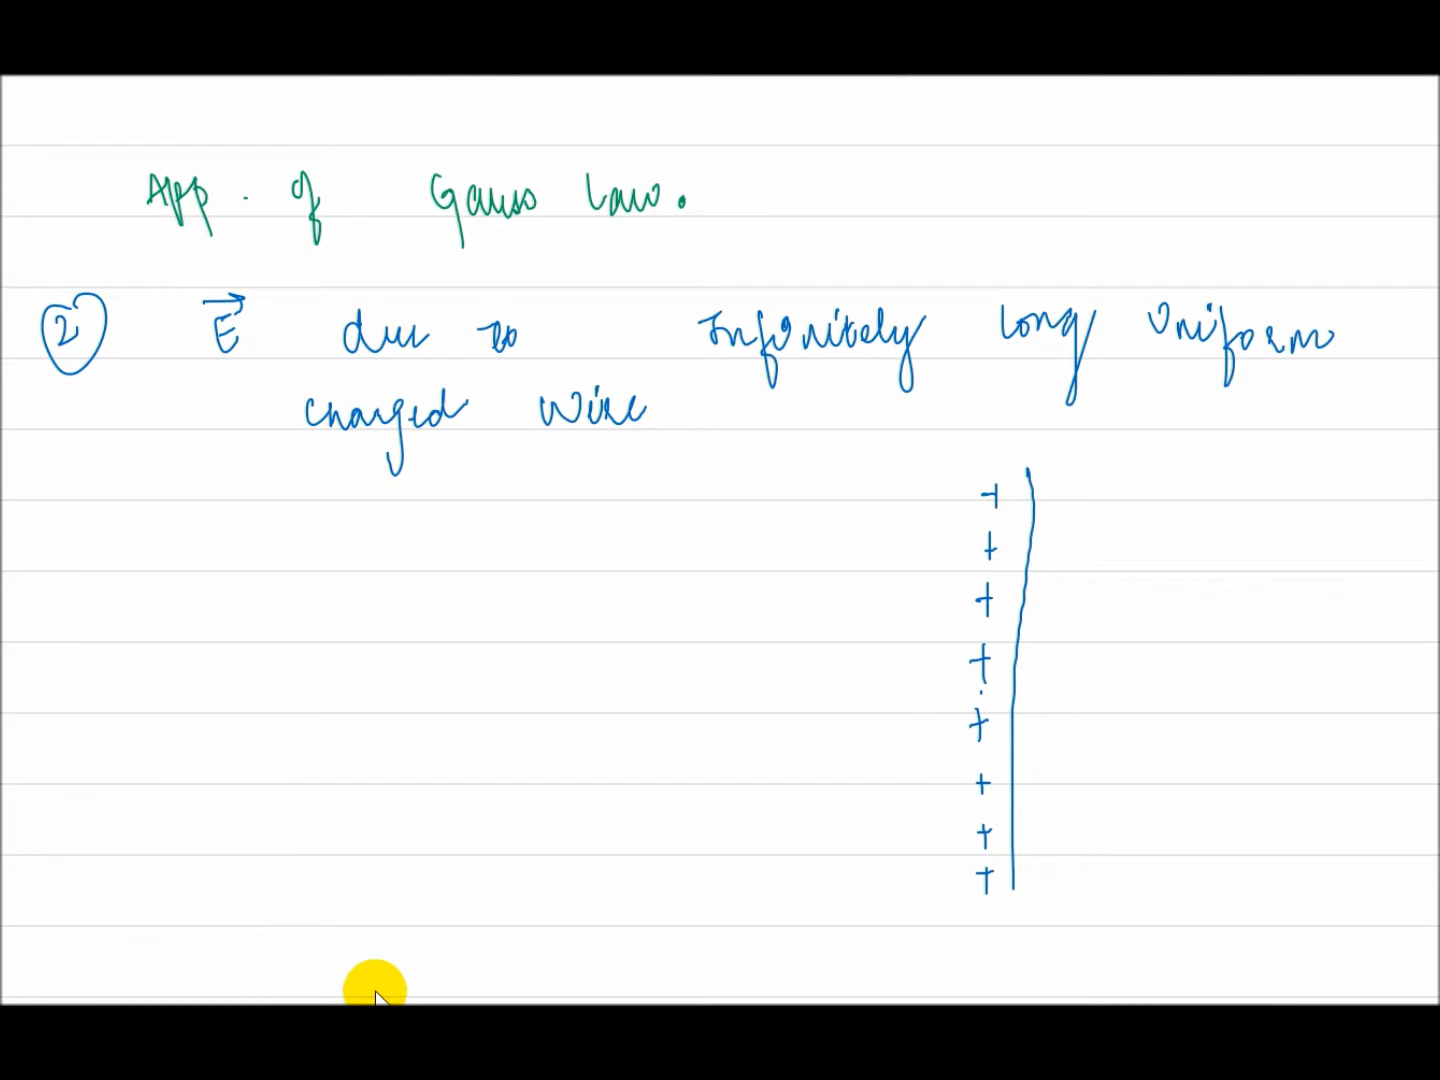 App. of Gauss Law.
2 E due to Infinitely Long Uniform
charged wire
+
+
+
+
+
+
+
+